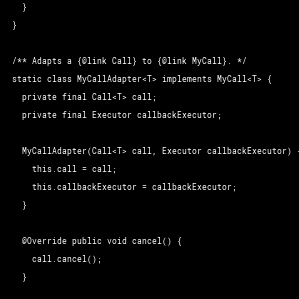 }
}
/** Adapts a {@link Call} to {@link MyCall}. */
static class MyCallAdapter<T> implements MyCall<T> {
private final Call<T> call;
private final Executor callbackExecutor;
MyCallAdapter(Call<T> call, Executor callbackExecutor) {
this.call = call;
this.callbackExecutor = callbackExecutor;
}
@Override public void cancel() {
call.cancel();
}